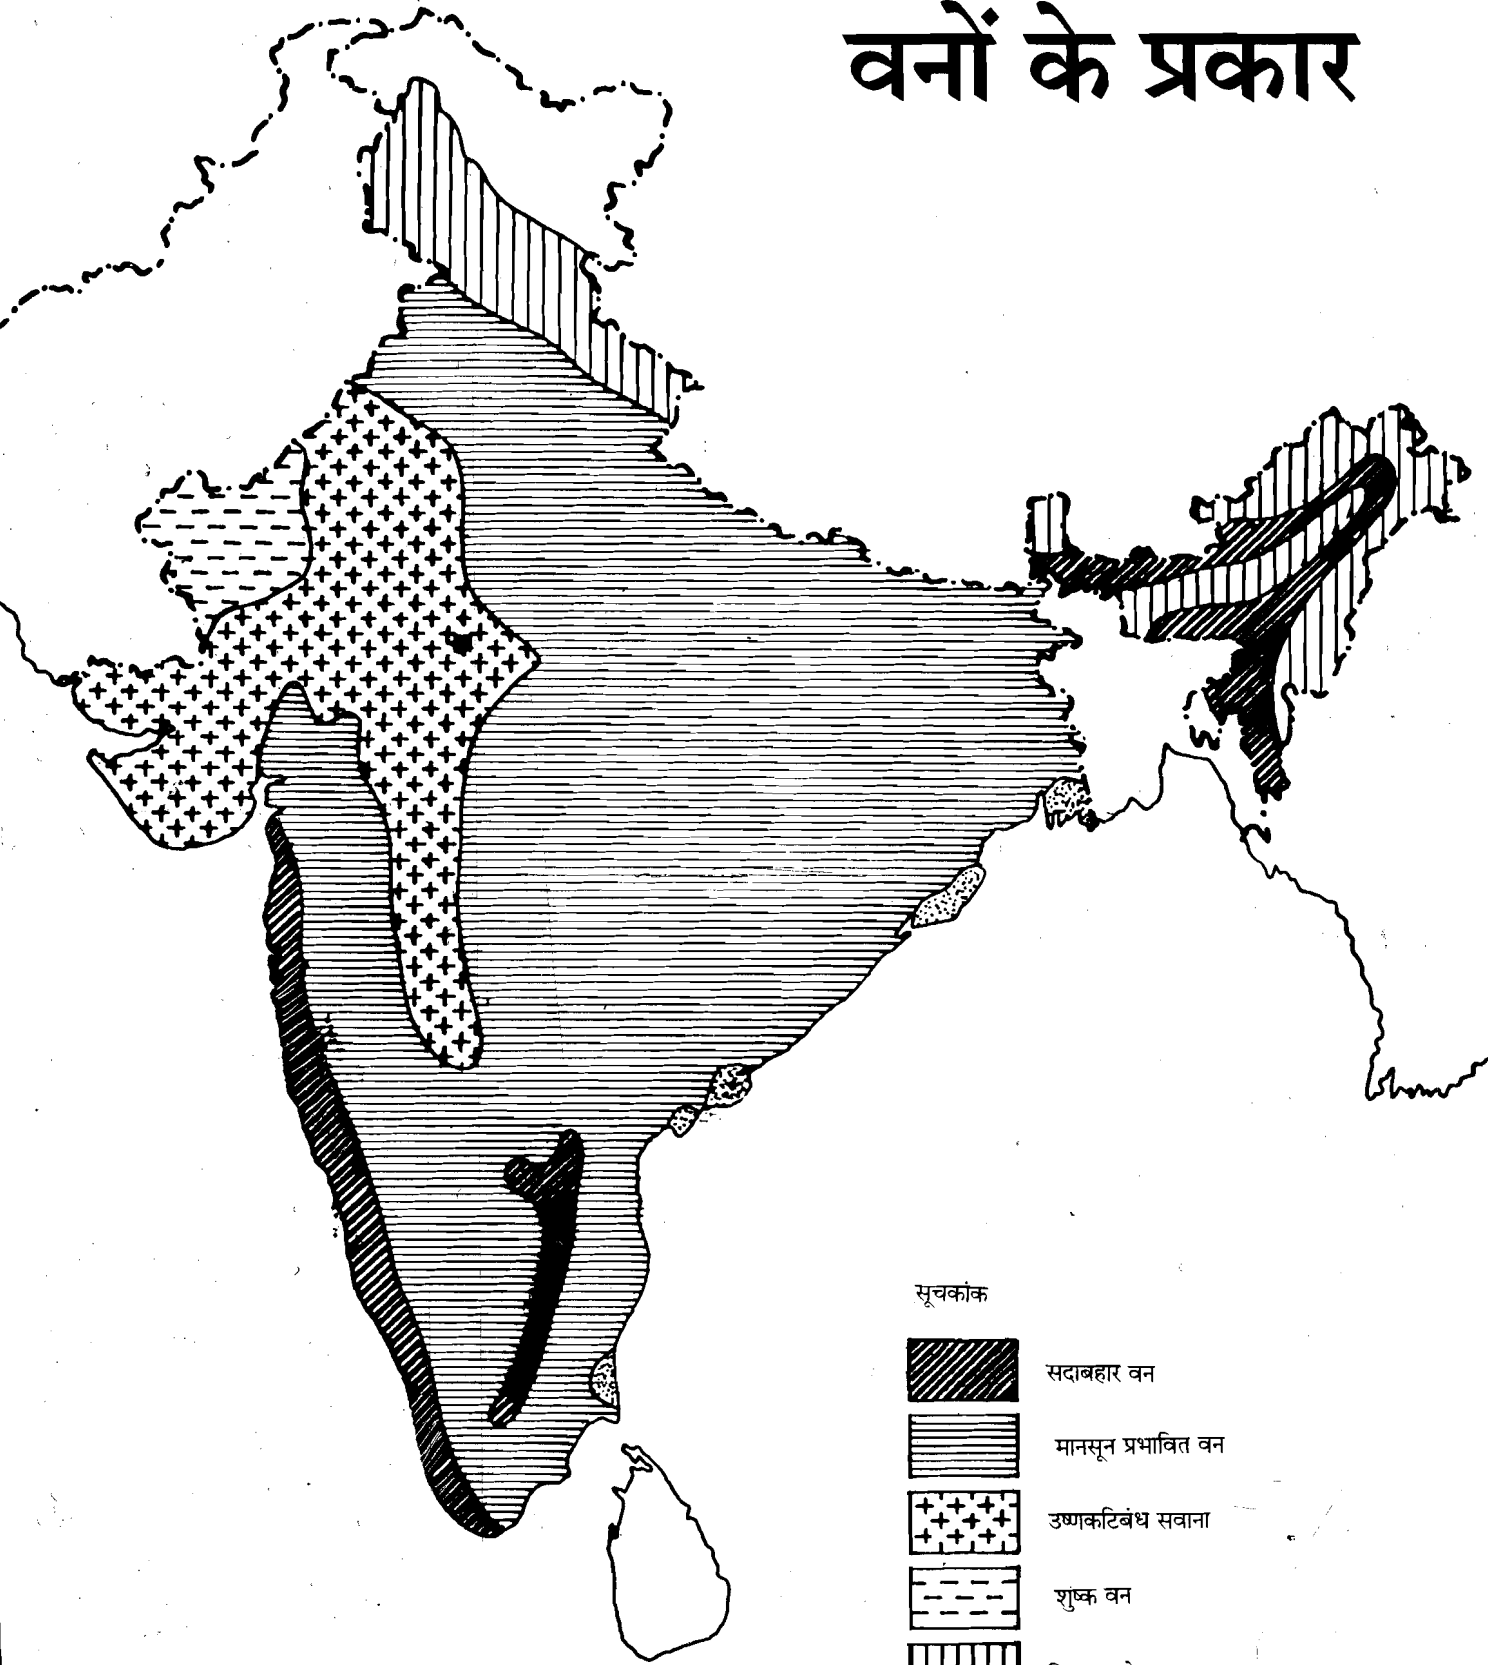 वनों के प्रकार
सूचकांक
सदाबहार वन
मानसून प्रभावित वन
उष्णकटिबंध सवाना
शुष्क वन